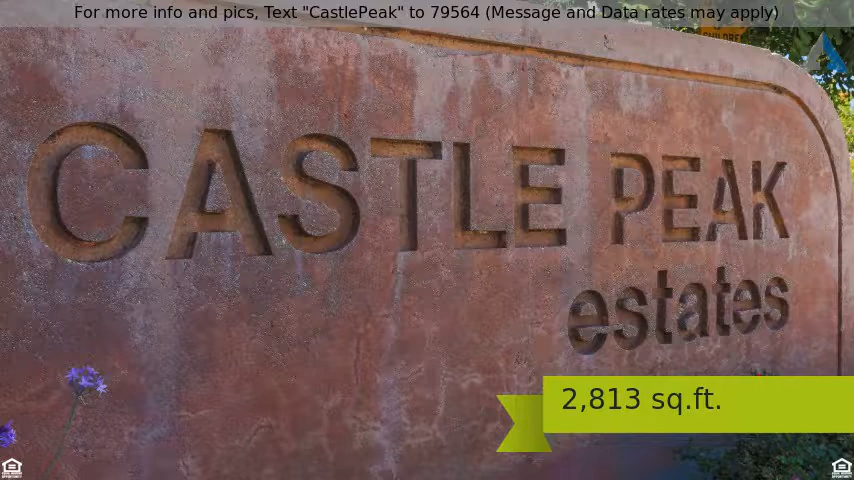 For more info and pics, Text "CastlePeak" to 79564 (Message and Data rates may apply)
CHILDREN
CASTLE PEAK
estates
2,813 sq.ft.